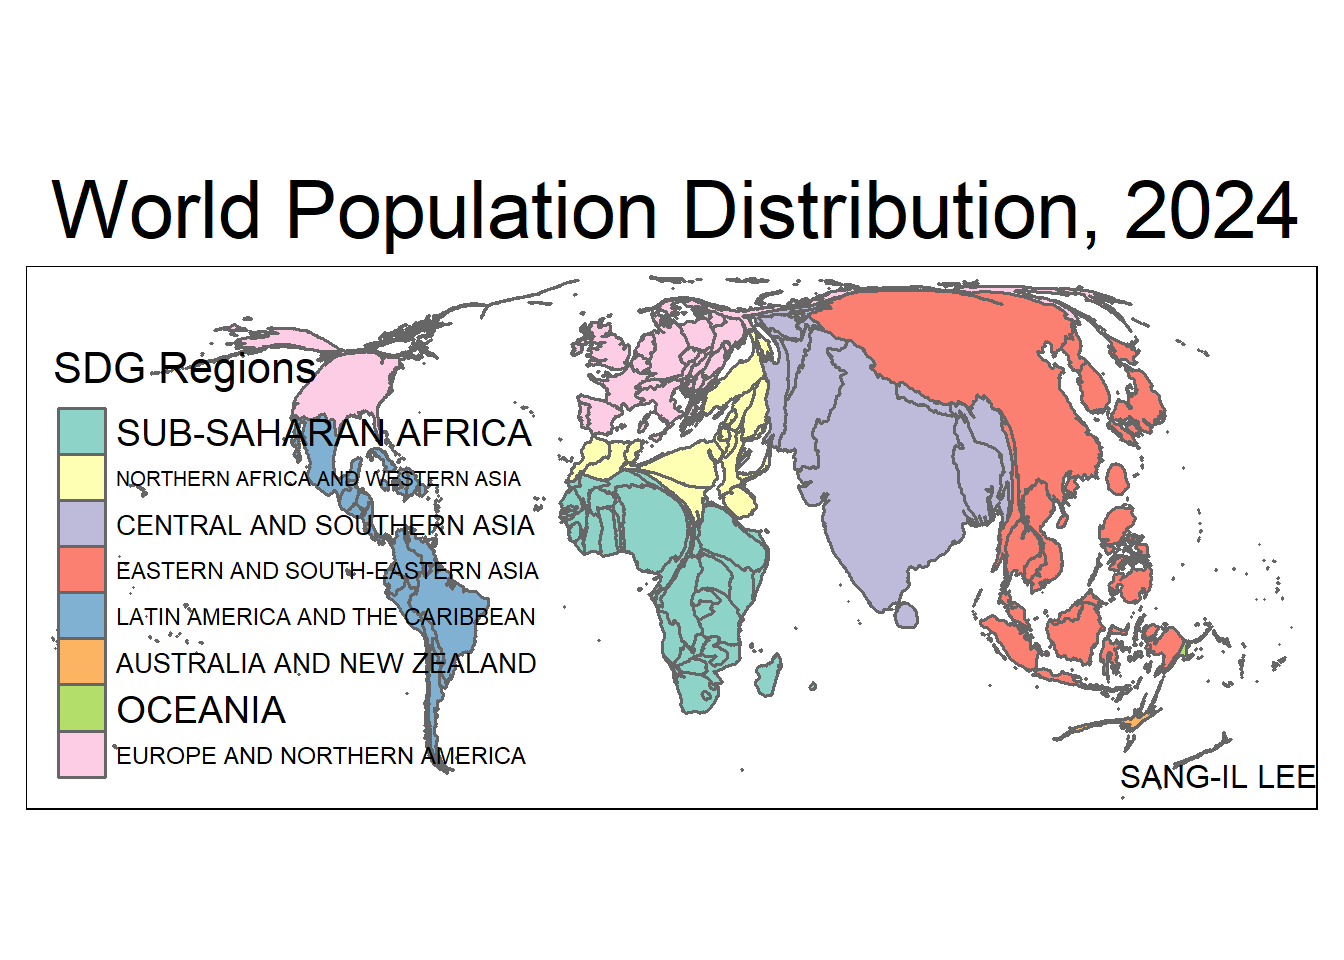 World Population Distribution, 2024
SDG Regions
SUB-SAHARAN AFRICA
NORTHERN AFRICA AND WESTERN ASIA
CENTRAL AND SOUTHERN ASIA
EASTERN AND SOUTH-EASTERN ASIA
LATIN AMERICA AND THE CARIBBEAN
AUSTRALIA AND NEW ZEALAND
OCEANIA
EUROPE AND NORTHERN AMERICA
SANG-IL LEE